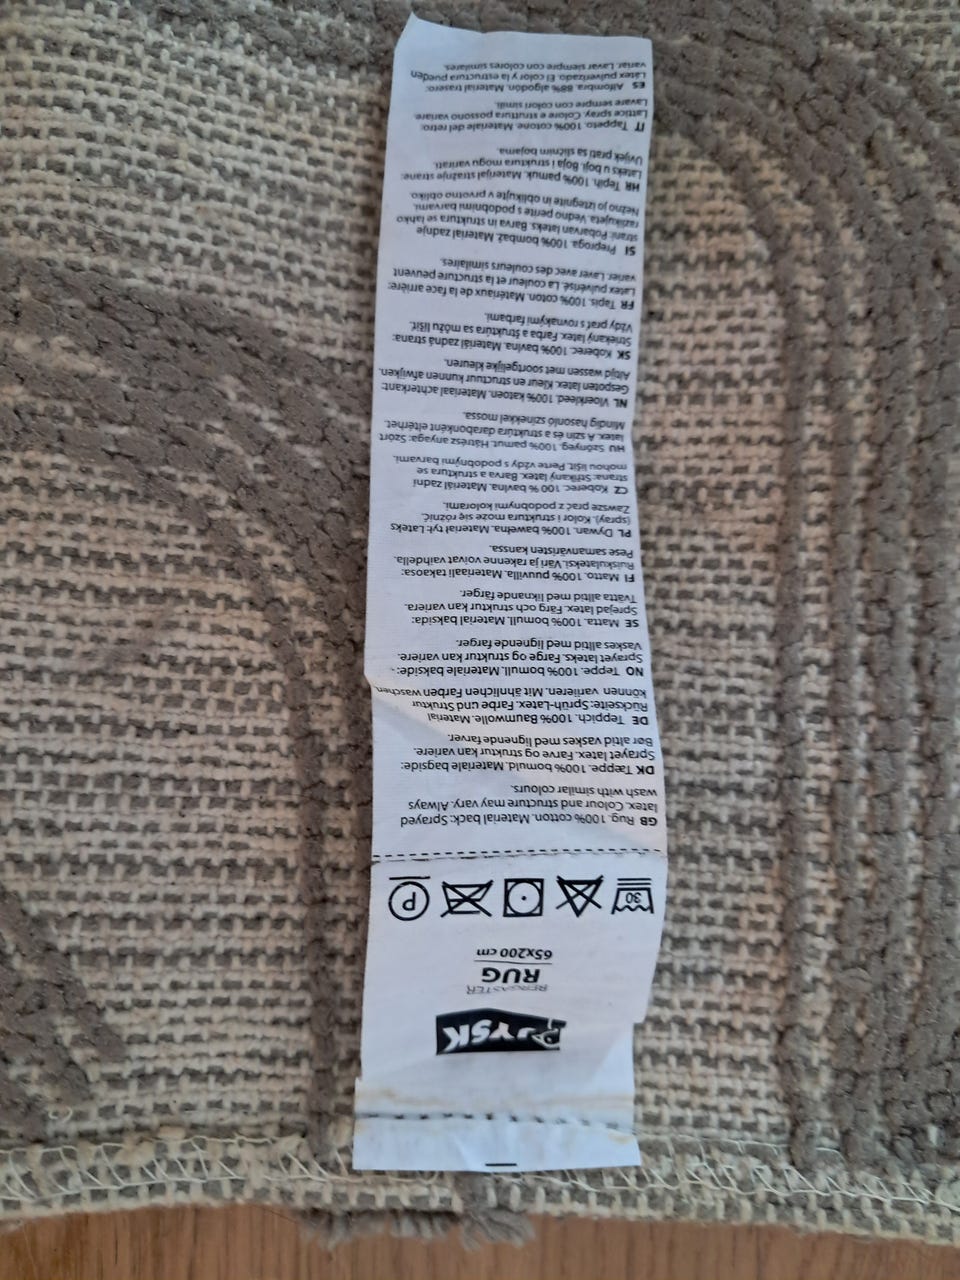 JYSK
RUG
65x200 cm
30
P
GB Rug. 100% cotton. Material back: Sprayed
latex. Colour and structure may vary. Always
wash with similar colours.
DK Tæppe. 100% bomuld. Materiale bagside:
Sprayet latex. Farve og struktur kan variere.
Bør altid vaskes med lignende farver.
DE Teppich. 100% Baumwolle. Material
Rückseite: Sprüh-Latex. Farbe und Struktur
können variieren. Mit ähnlichen Farben waschen.
NO Teppe. 100% bomull. Materiale bakside:
Sprayet lateks. Farge og struktur kan variere.
Vaskes alltid med lignende farger.
SE Matta. 100% bomull. Material baksida:
Sprejad latex. Färg och struktur kan variera.
Tvätta alltid med liknande färger.
FI Matto. 100% puuvilla. Materiaali takaosa:
Ruiskulateksi. Väri ja rakenne voivat vaihdella.
Pese samanväristen kanssa.
PL Dywan. 100% bawełna. Materiał tył: Lateks
(spray). Kolor i struktura może się różnić.
Zawsze prać z podobnymi kolorami.
CZ Koberec. 100 % bavlna. Materiál zadní
strana: Stříkaný latex. Barva a struktura se
mohou lišit. Perte vždy s podobnými barvami.
HU Szőnyeg. 100% pamut. Hátrész anyaga: Szórt
latex. A szín és a struktúra darabonként eltérhet.
Mindig hasonló színekkel mossa.
NL Vloerkleed. 100% katoen. Materiaal achterkant:
Gespoten latex. Kleur en structuur kunnen afwijken.
Altijd wassen met soortgelijke kleuren.
SK Koberec. 100% bavlna. Materiál zadná strana:
Striekaný latex. Farba a štruktúra sa môžu líšiť.
Vždy prať s rovnakými farbami.
FR Tapis. 100% coton. Matériaux de la face arrière:
Latex pulvérisé. La couleur et la structure peuvent
varier. Laver avec des couleurs similaires.
SI Preproga. 100% bombaž. Material zadnje
strani: Pobarvan lateks. Barva in struktura se lahko
razlikujeta. Vedno perite s podobnimi barvami.
Nežno jo iztegnite in oblikujte v prvotno obliko
HR Tepih. 100% pamuk. Materijal stražnje strane:
Lateks u boji. Boja i struktura mogu varirati.
Uvijek prati sa sličnim bojama.
IT Tappeto. 100% cotone. Materiale del retro:
Lattice spray. Colore e struttura possono variare.
Lavare sempre con colori simili.
ES Alfombra. 88% algodón. Material trasero:
Látex pulverizado. El color y la estructura pueden
variar. Lavar siempre con colores similares.